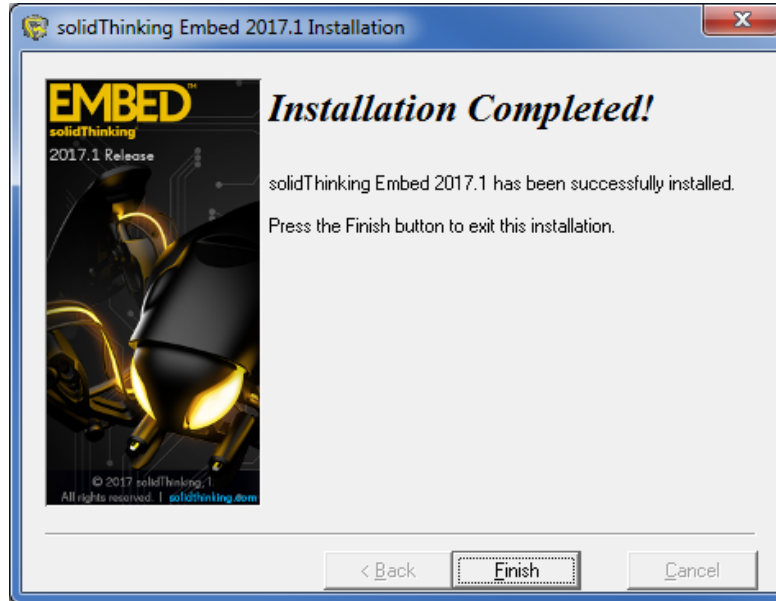 solidThinking Embed 2017.1 Installation
EMBED™
solidThinking
2017.1 Release
Installation Completed!
solidThinking Embed 2017.1 has been successfully installed.
Press the Finish button to exit this installation.
© 2017 solidThinking, I
All rights reserved. | solidthinking.com
< Back
Finish
Cancel